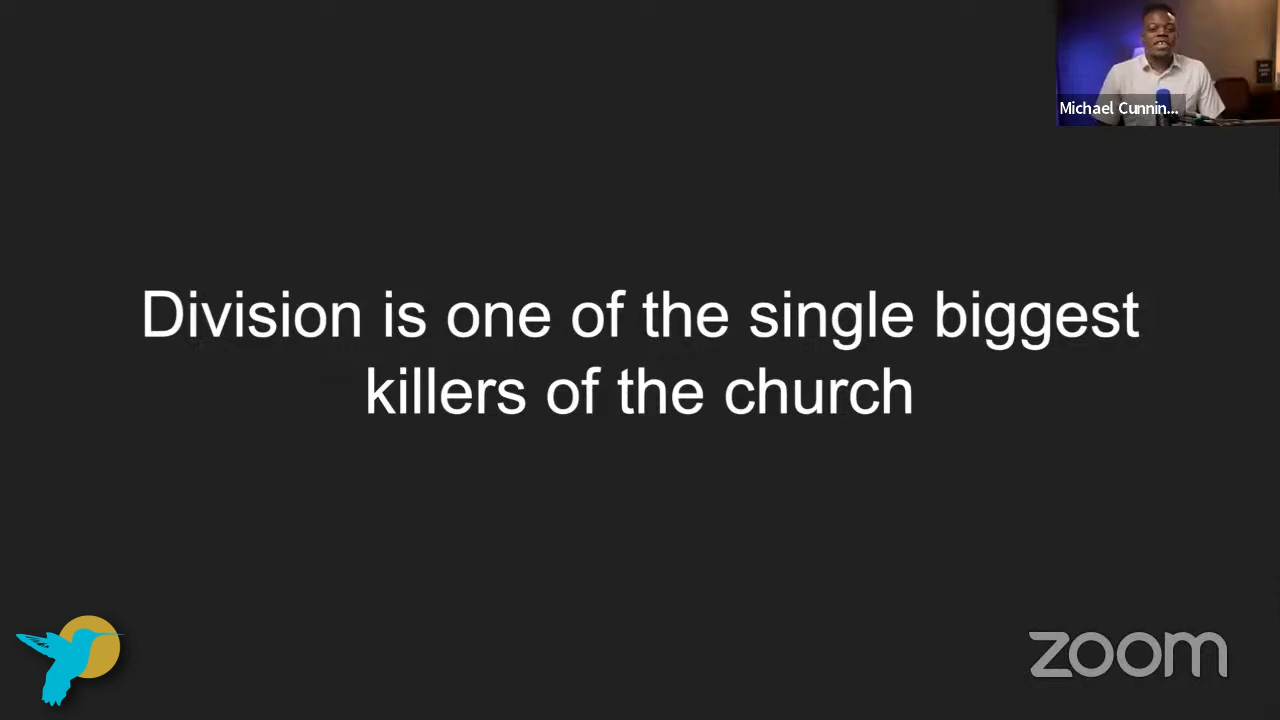 Michael Cunnin...
Division is one of the single biggest
killers of the church
zoom